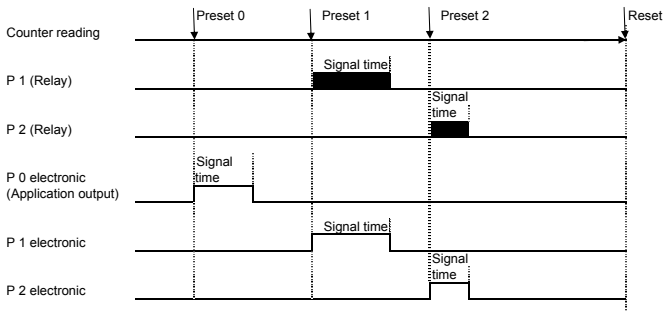 Preset 0
Preset 1
Preset 2
Reset
Counter reading
Signal time
P 1 (Relay)
Signal
time
P 2 (Relay)
Signal
time
P 0 electronic
(Application output)
Signal time
P 1 electronic
Signal
time
P 2 electronic